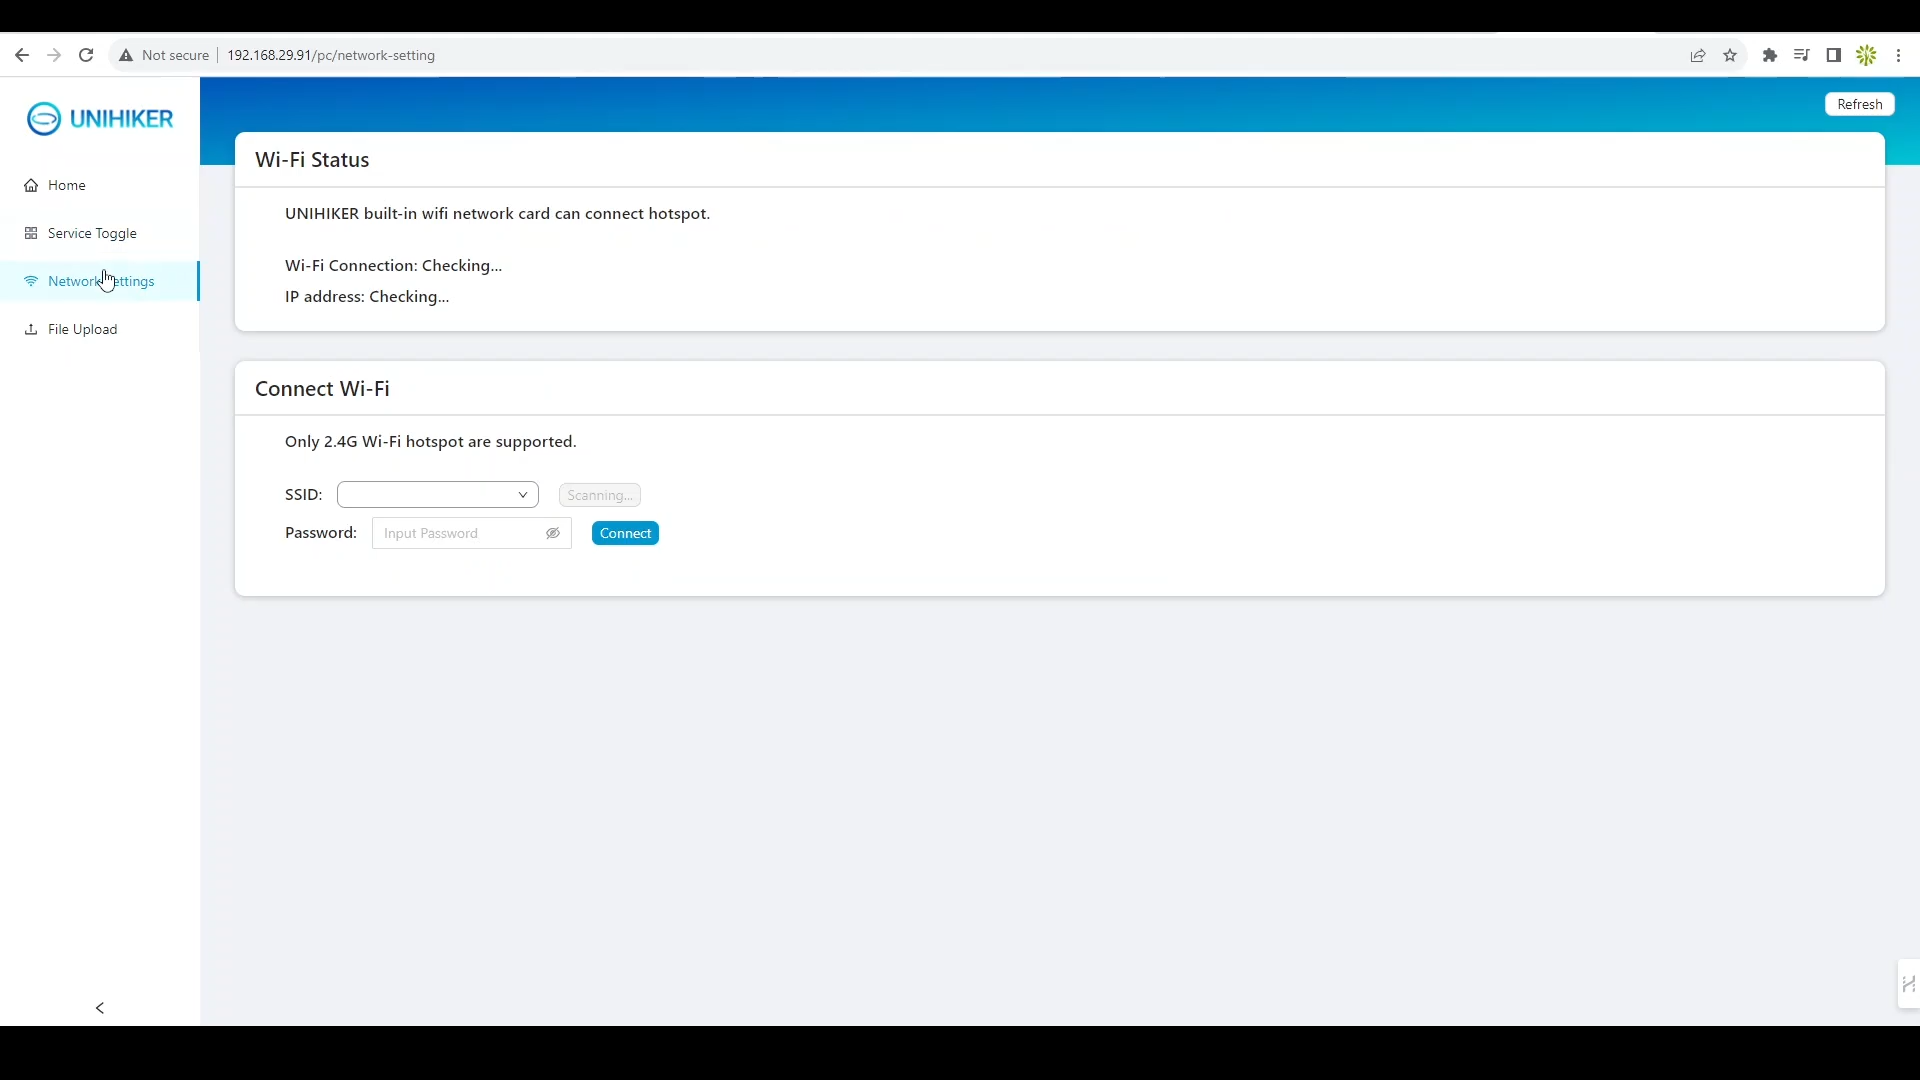 Not secure
192.168.29.91/pc/network-setting
UNIHIKER
Refresh
Home
Service Toggle
Network ettings
File Upload
Wi-Fi Status
UNIHIKER built-in wifi network card can connect hotspot.
Wi-Fi Connection: Checking...
IP address: Checking...
Connect Wi-Fi
Only 2.4G Wi-Fi hotspot are supported.
SSID:
Scanning...
Password:
Input Password
Connect